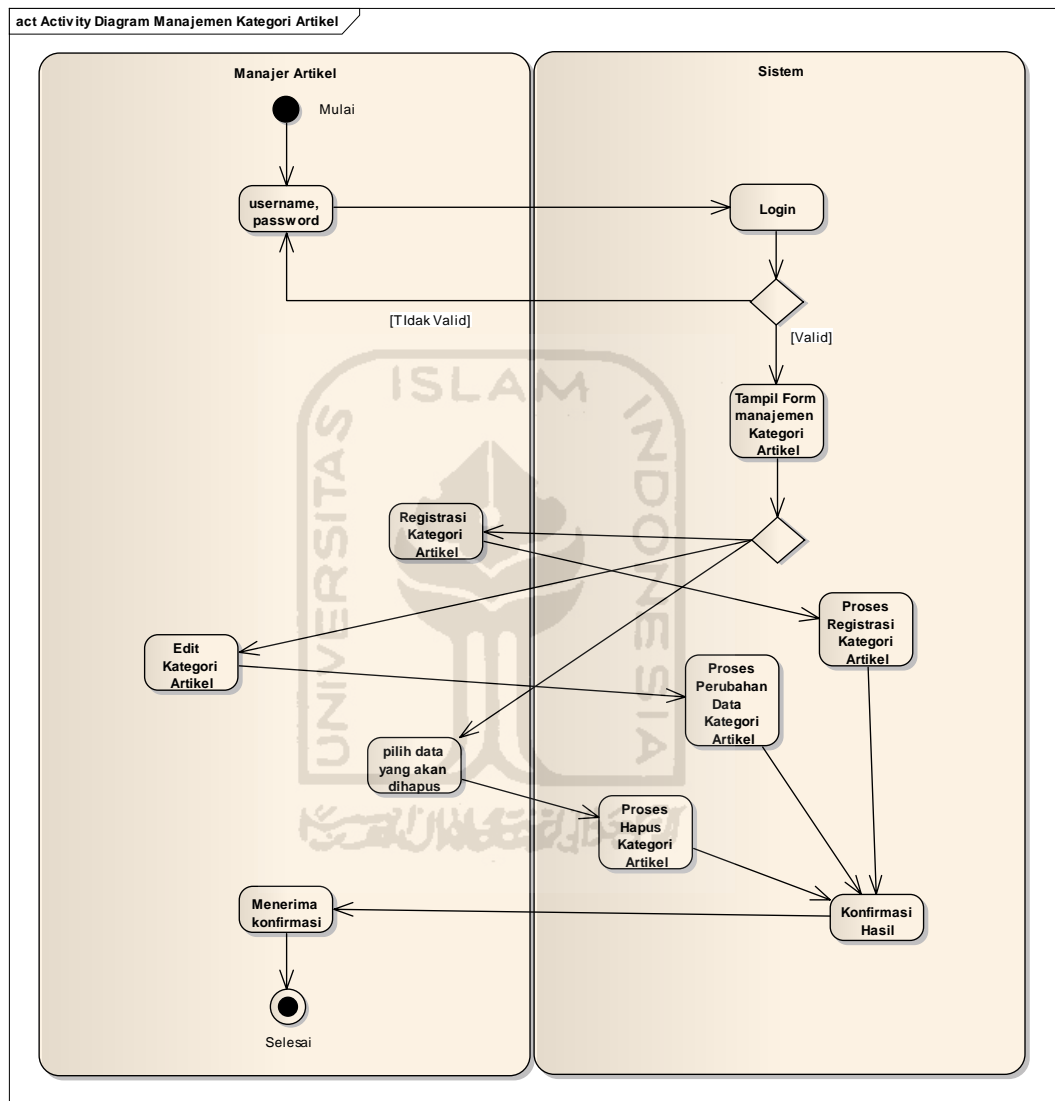 act Activity Diagram Manajemen Kategori Artikel
Manajer Artikel
Sistem
Mulai
username,
password
Login
[TIdak Valid]
[Valid]
Tampil Form
manajemen
Kategori
Artikel
ISLAM
UNIVERSITAS
INDONESIA
Registrasi
Kategori
Artikel
Proses
Registrasi
Kategori
Artikel
Edit
Kategori
Artikel
Proses
Perubahan
Data
Kategori
Artikel
pilih data
yang akan
dihapus
Proses
Hapus
Kategori
Artikel
Menerima
konfirmasi
Konfirmasi
Hasil
Selesai